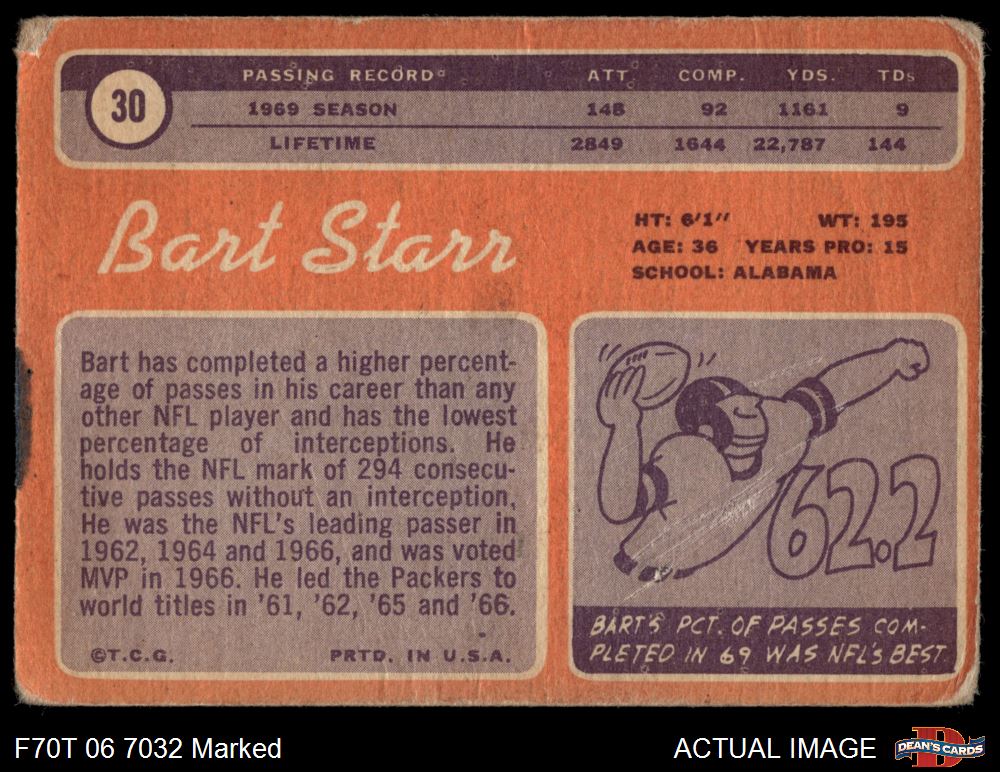 30
PASSING RECORD ATT. COMP. YDS. TDs
1969 SEASON 148 92 1161 9
LIFETIME 2849 1644 22,787 144
Bart Starr
HT: 6'1" WT: 195
AGE: 36 YEARS PRO: 15
SCHOOL: ALABAMA
Bart has completed a higher percent-
age of passes in his career than any
other NFL player and has the lowest
percentage of interceptions. He
holds the NFL mark of 294 consecu-
tive passes without an interception.
He was the NFL's leading passer in
1962, 1964 and 1966, and was voted
MVP in 1966. He led the Packers to
world titles in '61, '62, '65 and '66.
©T.C.G. PRTD. IN U.S.A.
62.2
BART'S PCT. OF PASSES COM-
PLETED IN 69 WAS NFL'S BEST
F70T 06 7032 Marked
ACTUAL IMAGE
DEAN'S CARDS